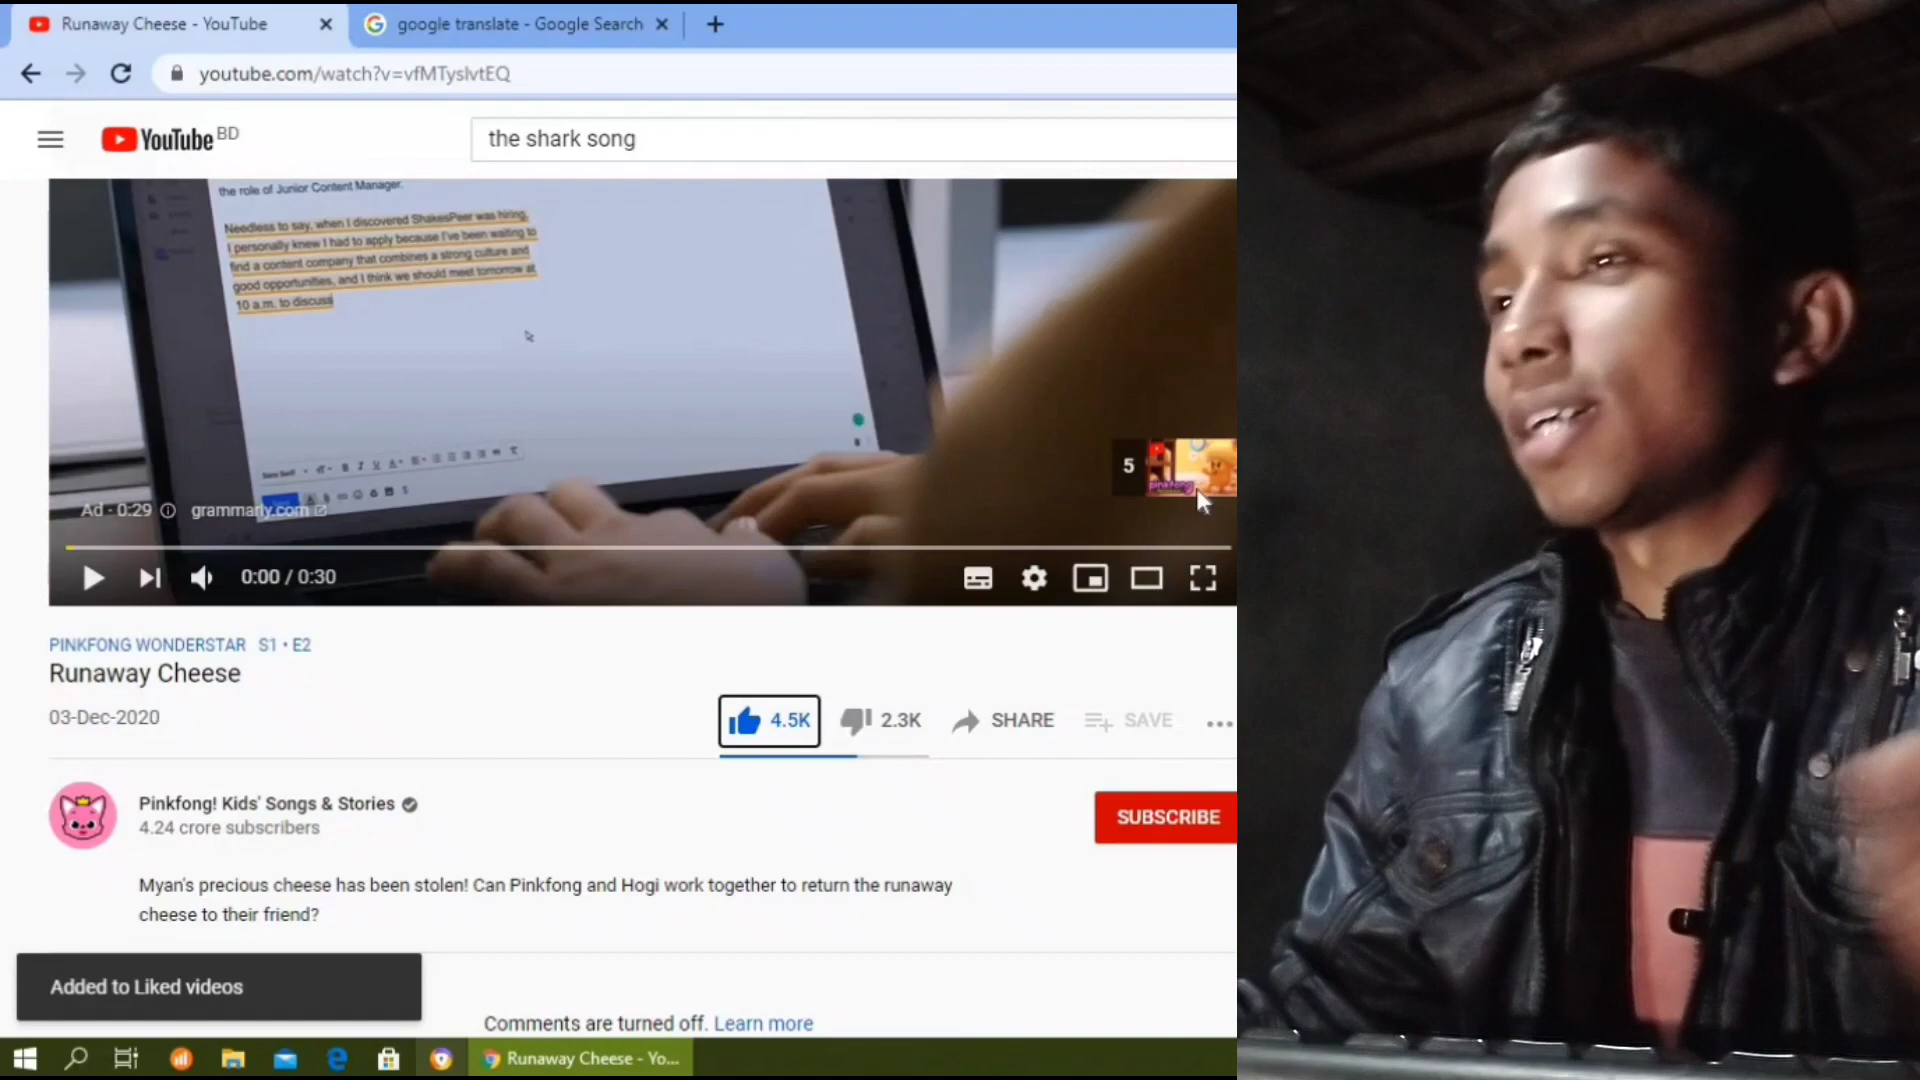 Runaway Cheese - YouTube
google translate - Google Search
youtube.com/watch?v=vfMTyslvtEQ
YouTube BD
the shark song
the role of Junior Content Manager.
Needless to say, when I discovered ShakesPeer was hiring,
I personally knew I had to apply because I've been waiting to
find a content company that combines a strong culture and
good opportunities, and I think we should meet tomorrow at
10 a.m. to discuss
5
pinkfong
Ad · 0:29
grammarly.com
0:00 / 0:30
PINKFONG WONDERSTAR S1 • E2
Runaway Cheese
03-Dec-2020
4.5K
2.3K
SHARE
SAVE
Pinkfong! Kids' Songs & Stories
4.24 crore subscribers
SUBSCRIBE
Myan's precious cheese has been stolen! Can Pinkfong and Hogi work together to return the runaway
cheese to their friend?
Added to Liked videos
Comments are turned off. Learn more
Runaway Cheese - Yo...